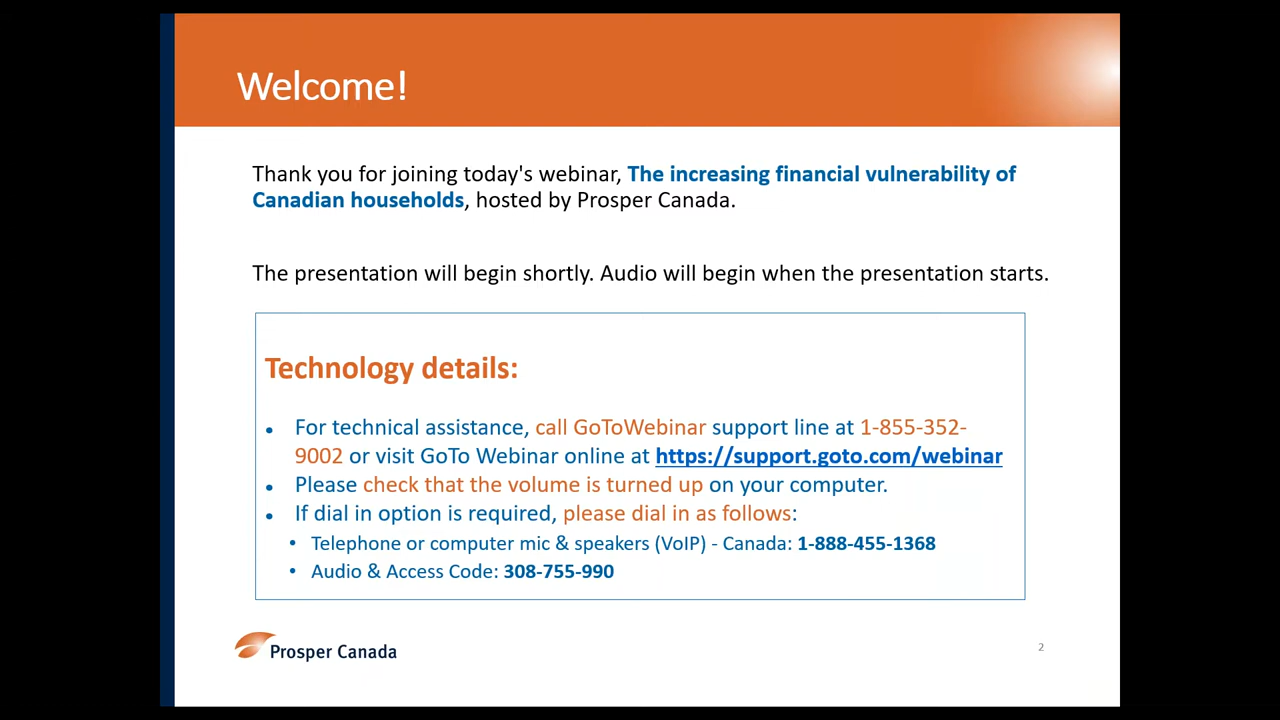 Welcome!
Thank you for joining today's webinar, The increasing financial vulnerability of
Canadian households, hosted by Prosper Canada.
The presentation will begin shortly. Audio will begin when the presentation starts.
Technology details:
• For technical assistance, call GoToWebinar support line at 1-855-352-
9002 or visit GoTo Webinar online at https://support.goto.com/webinar
• Please check that the volume is turned up on your computer.
• If dial in option is required, please dial in as follows:
• Telephone or computer mic & speakers (VoIP) - Canada: 1-888-455-1368
• Audio & Access Code: 308-755-990
Prosper Canada
2